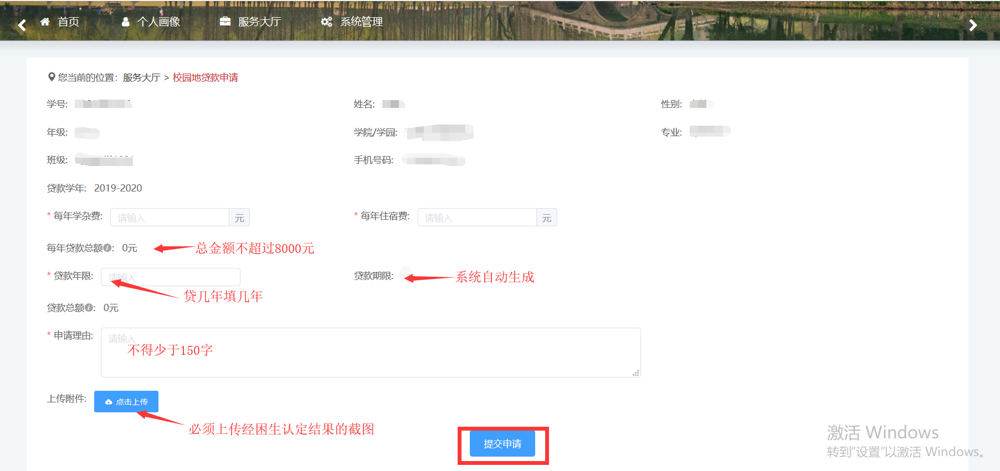 首页 个人画像 服务大厅 系统管理
您当前的位置: 服务大厅 > 校园地贷款申请
学号: 姓名: 性别:
年级: 学院/学园: 专业:
班级: 手机号码:
贷款学年: 2019-2020
* 每年学杂费: 请输入 元 * 每年住宿费: 请输入 元
每年贷款总额: 0元 总金额不超过8000元
* 贷款年限: 请输入 贷款期限: 系统自动生成
贷几年填几年
贷款总额: 0元
* 申请理由: 请输入
不得少于150字
上传附件: 点击上传
必须上传经困生认定结果的截图
提交申请
激活 Windows
转到"设置"以激活 Windows。